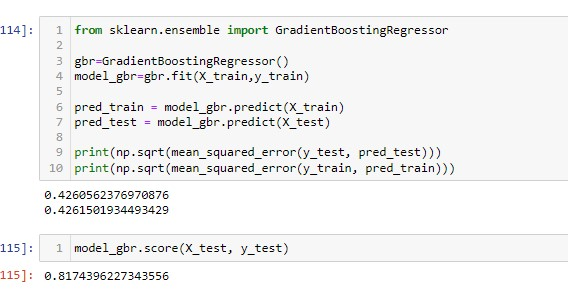 114]:
1 from sklearn.ensemble import GradientBoostingRegressor
2
3 gbr=GradientBoostingRegressor()
4 model_gbr=gbr.fit(X_train,y_train)
5
6 pred_train = model_gbr.predict(X_train)
7 pred_test = model_gbr.predict(X_test)
8
9 print(np.sqrt(mean_squared_error(y_test, pred_test)))
10 print(np.sqrt(mean_squared_error(y_train, pred_train)))
0.4260562376970876
0.4261501934493429
115]: 1 model_gbr.score(X_test, y_test)
115]: 0.8174396227343556